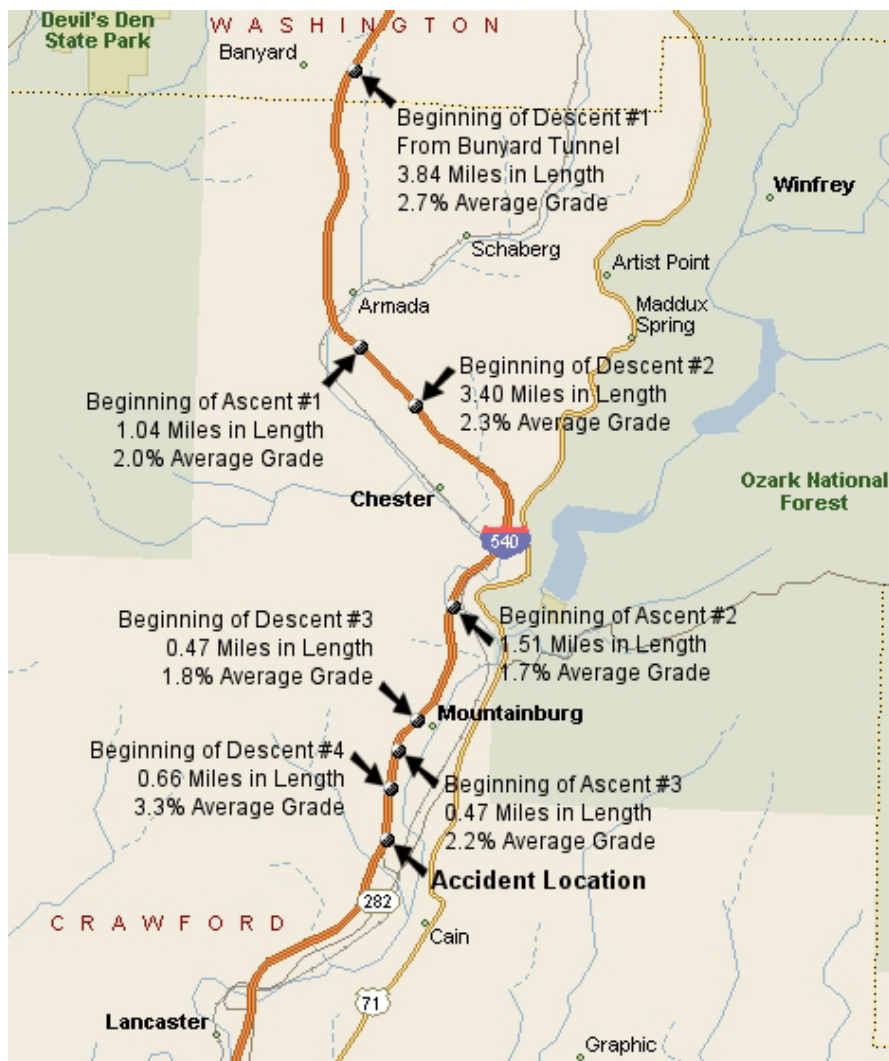 Devil's Den
State Park
WASHINGTON
Banyard
Beginning of Descent #1
From Bunyard Tunnel
3.84 Miles in Length
2.7% Average Grade
Winfrey
Schaberg
Artist Point
Armada
Maddux
Spring
Beginning of Descent #2
3.40 Miles in Length
2.3% Average Grade
Beginning of Ascent #1
1.04 Miles in Length
2.0% Average Grade
Chester
Ozark National
Forest
540
Beginning of Descent #3
0.47 Miles in Length
1.8% Average Grade
Beginning of Ascent #2
1.51 Miles in Length
1.7% Average Grade
Mountainburg
Beginning of Descent #4
0.66 Miles in Length
3.3% Average Grade
Beginning of Ascent #3
0.47 Miles in Length
2.2% Average Grade
Accident Location
282
CRAWFORD
Cain
71
Lancaster
Graphic